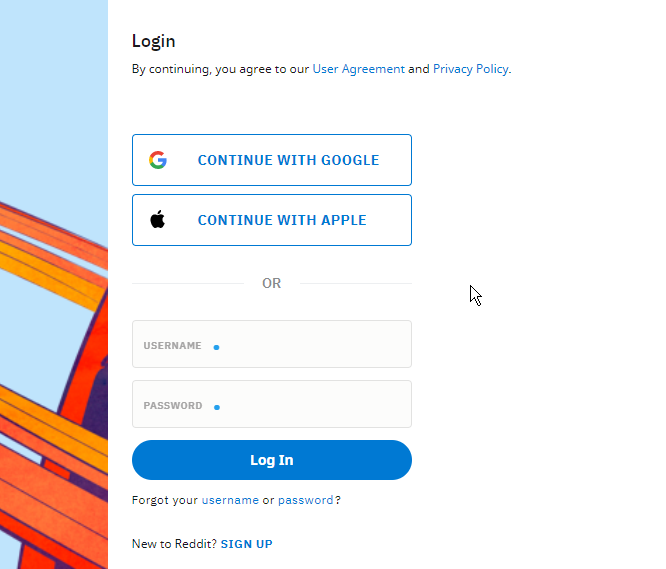 Login
By continuing, you agree to our User Agreement and Privacy Policy.
CONTINUE WITH GOOGLE
CONTINUE WITH APPLE
OR
USERNAME
PASSWORD
Log In
Forgot your username or password?
New to Reddit? SIGN UP